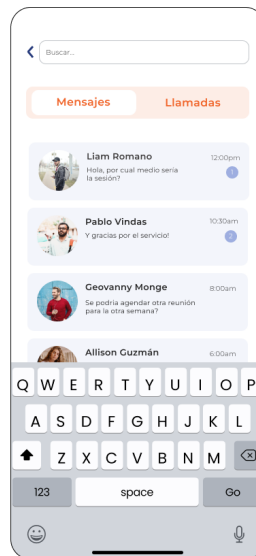 Buscar...
Mensajes
Llamadas
Liam Romano
12:00pm
Hola, por cual medio sería
la sesión?
1
Pablo Vindas
10:30am
Y gracias por el servicio!
2
Geovanny Monge
8:00am
Se podria agendar otra reunión
para la otra semana?
Allison Guzmán
6:00am
Q W E R T Y U I O P
A S D F G H J K L
Z X C V B N M
123 space Go